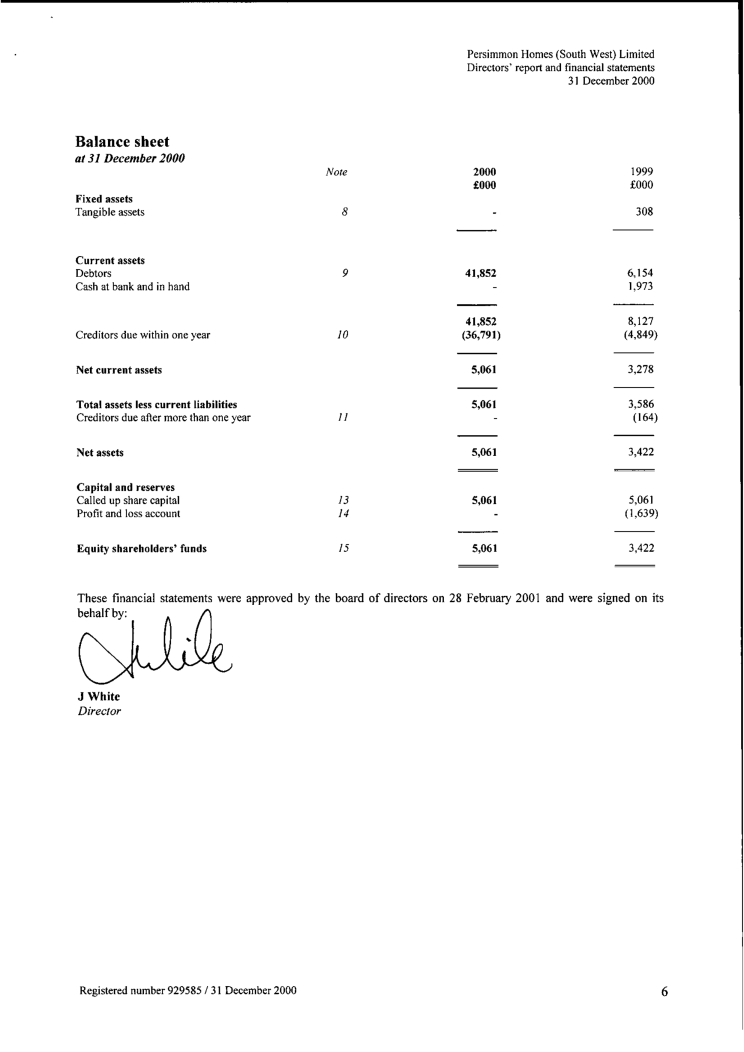 Persimmon Homes (South West) Limited
Directors' report and financial statements
31 December 2000
Balance sheet
at 31 December 2000
Note 2000 1999
£000 £000
Fixed assets
Tangible assets 8 - 308
Current assets
Debtors 9 41,852 6,154
Cash at bank and in hand - 1,973
41,852 8,127
Creditors due within one year 10 (36,791) (4,849)
Net current assets 5,061 3,278
Total assets less current liabilities 5,061 3,586
Creditors due after more than one year 11 - (164)
Net assets 5,061 3,422
Capital and reserves
Called up share capital 13 5,061 5,061
Profit and loss account 14 - (1,639)
Equity shareholders' funds 15 5,061 3,422
These financial statements were approved by the board of directors on 28 February 2001 and were signed on its
behalf by:
J White
Director
Registered number 929585 / 31 December 2000 6